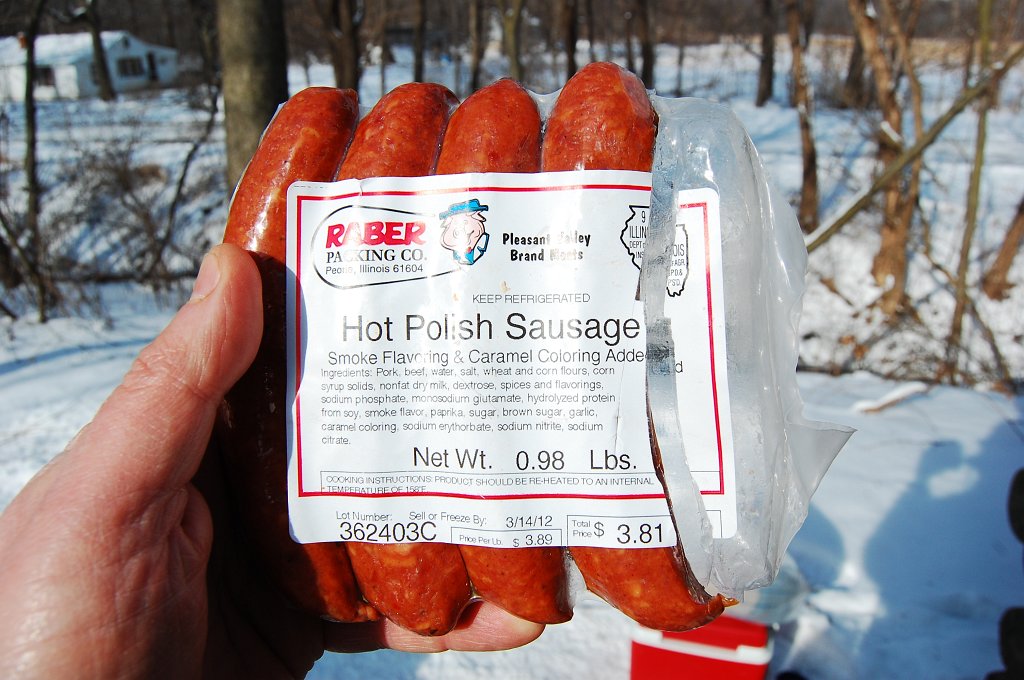 RABER
PACKING CO.
Peoria, Illinois 61604
Pleasant Valley
Brand Meats
9
ILLINOIS
KEEP REFRIGERATED
Hot Polish Sausage
Smoke Flavoring & Caramel Coloring Added
Ingredients: Pork, beef, water, salt, wheat and corn flours, corn
syrup solids, nonfat dry milk, dextrose, spices and flavorings,
sodium phosphate, monosodium glutamate, hydrolyzed protein
from soy, smoke flavor, paprika, sugar, brown sugar, garlic,
caramel coloring, sodium erythorbate, sodium nitrite, sodium
citrate.
Net Wt. 0.98 Lbs.
COOKING INSTRUCTIONS: PRODUCT SHOULD BE RE-HEATED TO AN INTERNAL
TEMPERATURE OF 158°F.
Lot Number: Sell or Freeze By: 3/14/12
362403C
Price Per Lb. $ 3.89
Total Price $ 3.81